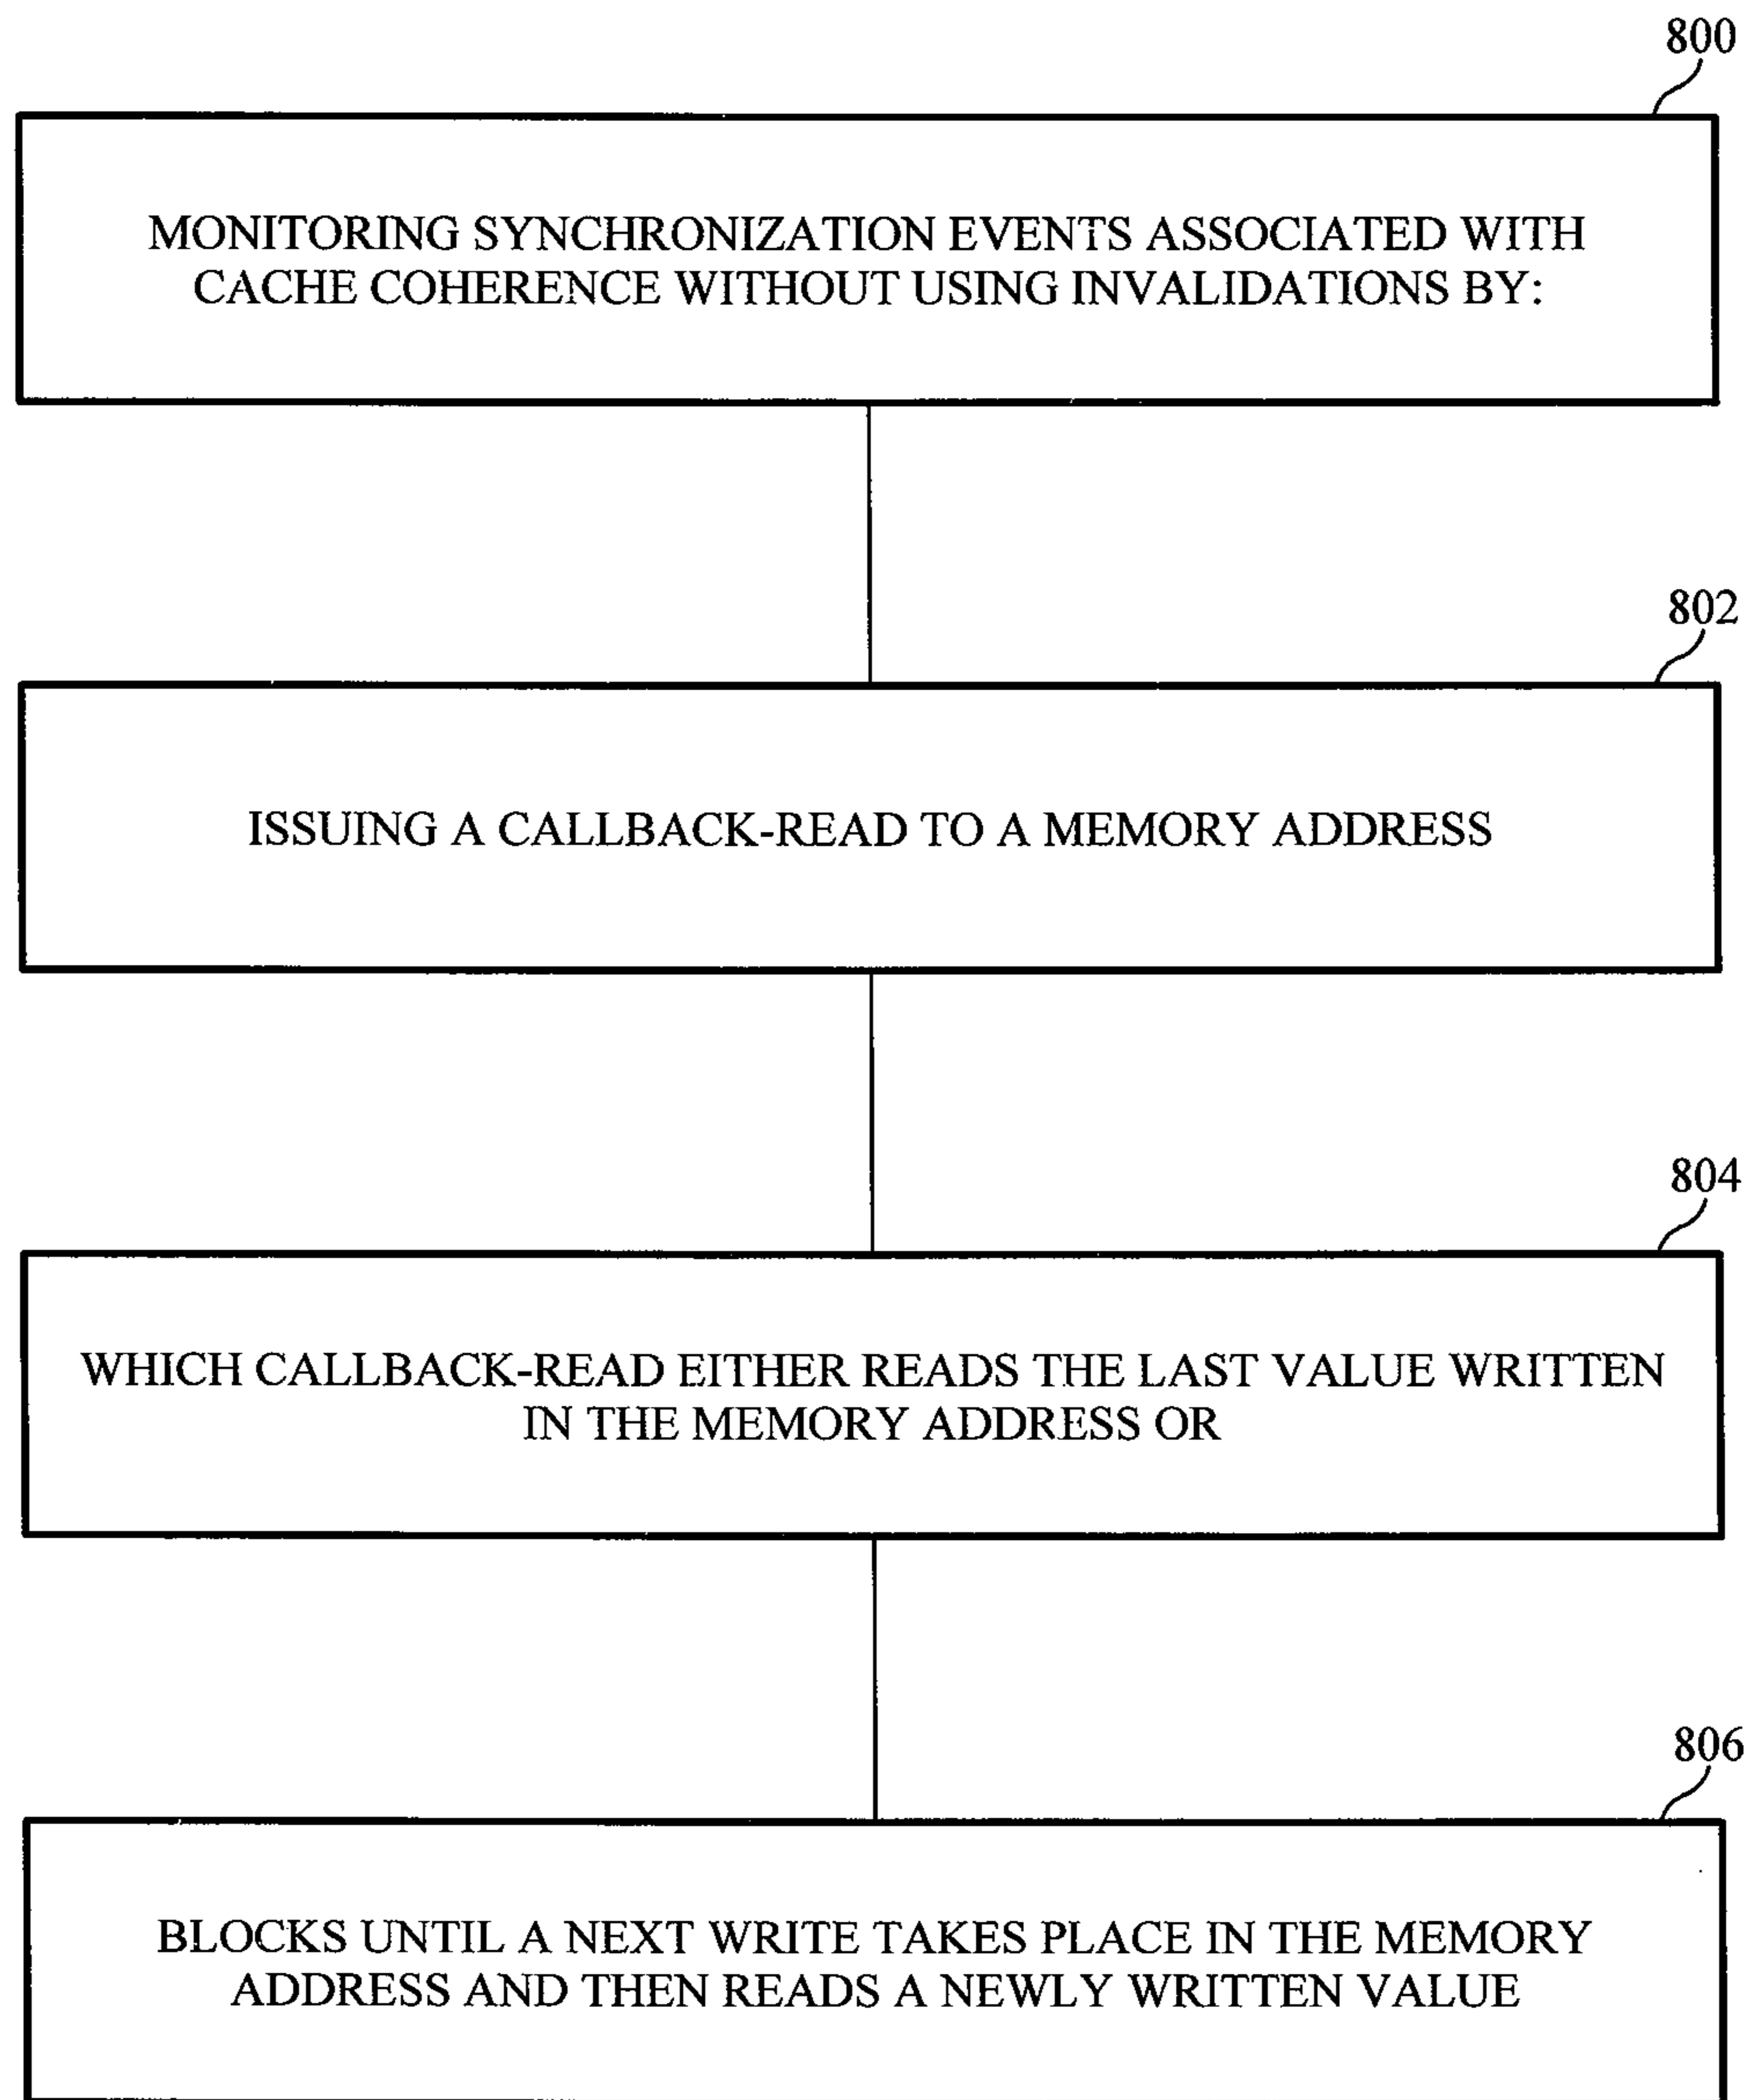 800
MONITORING SYNCHRONIZATION EVENTS ASSOCIATED WITH
CACHE COHERENCE WITHOUT USING INVALIDATIONS BY:
802
ISSUING A CALLBACK-READ TO A MEMORY ADDRESS
804
WHICH CALLBACK-READ EITHER READS THE LAST VALUE WRITTEN
IN THE MEMORY ADDRESS OR
806
BLOCKS UNTIL A NEXT WRITE TAKES PLACE IN THE MEMORY
ADDRESS AND THEN READS A NEWLY WRITTEN VALUE